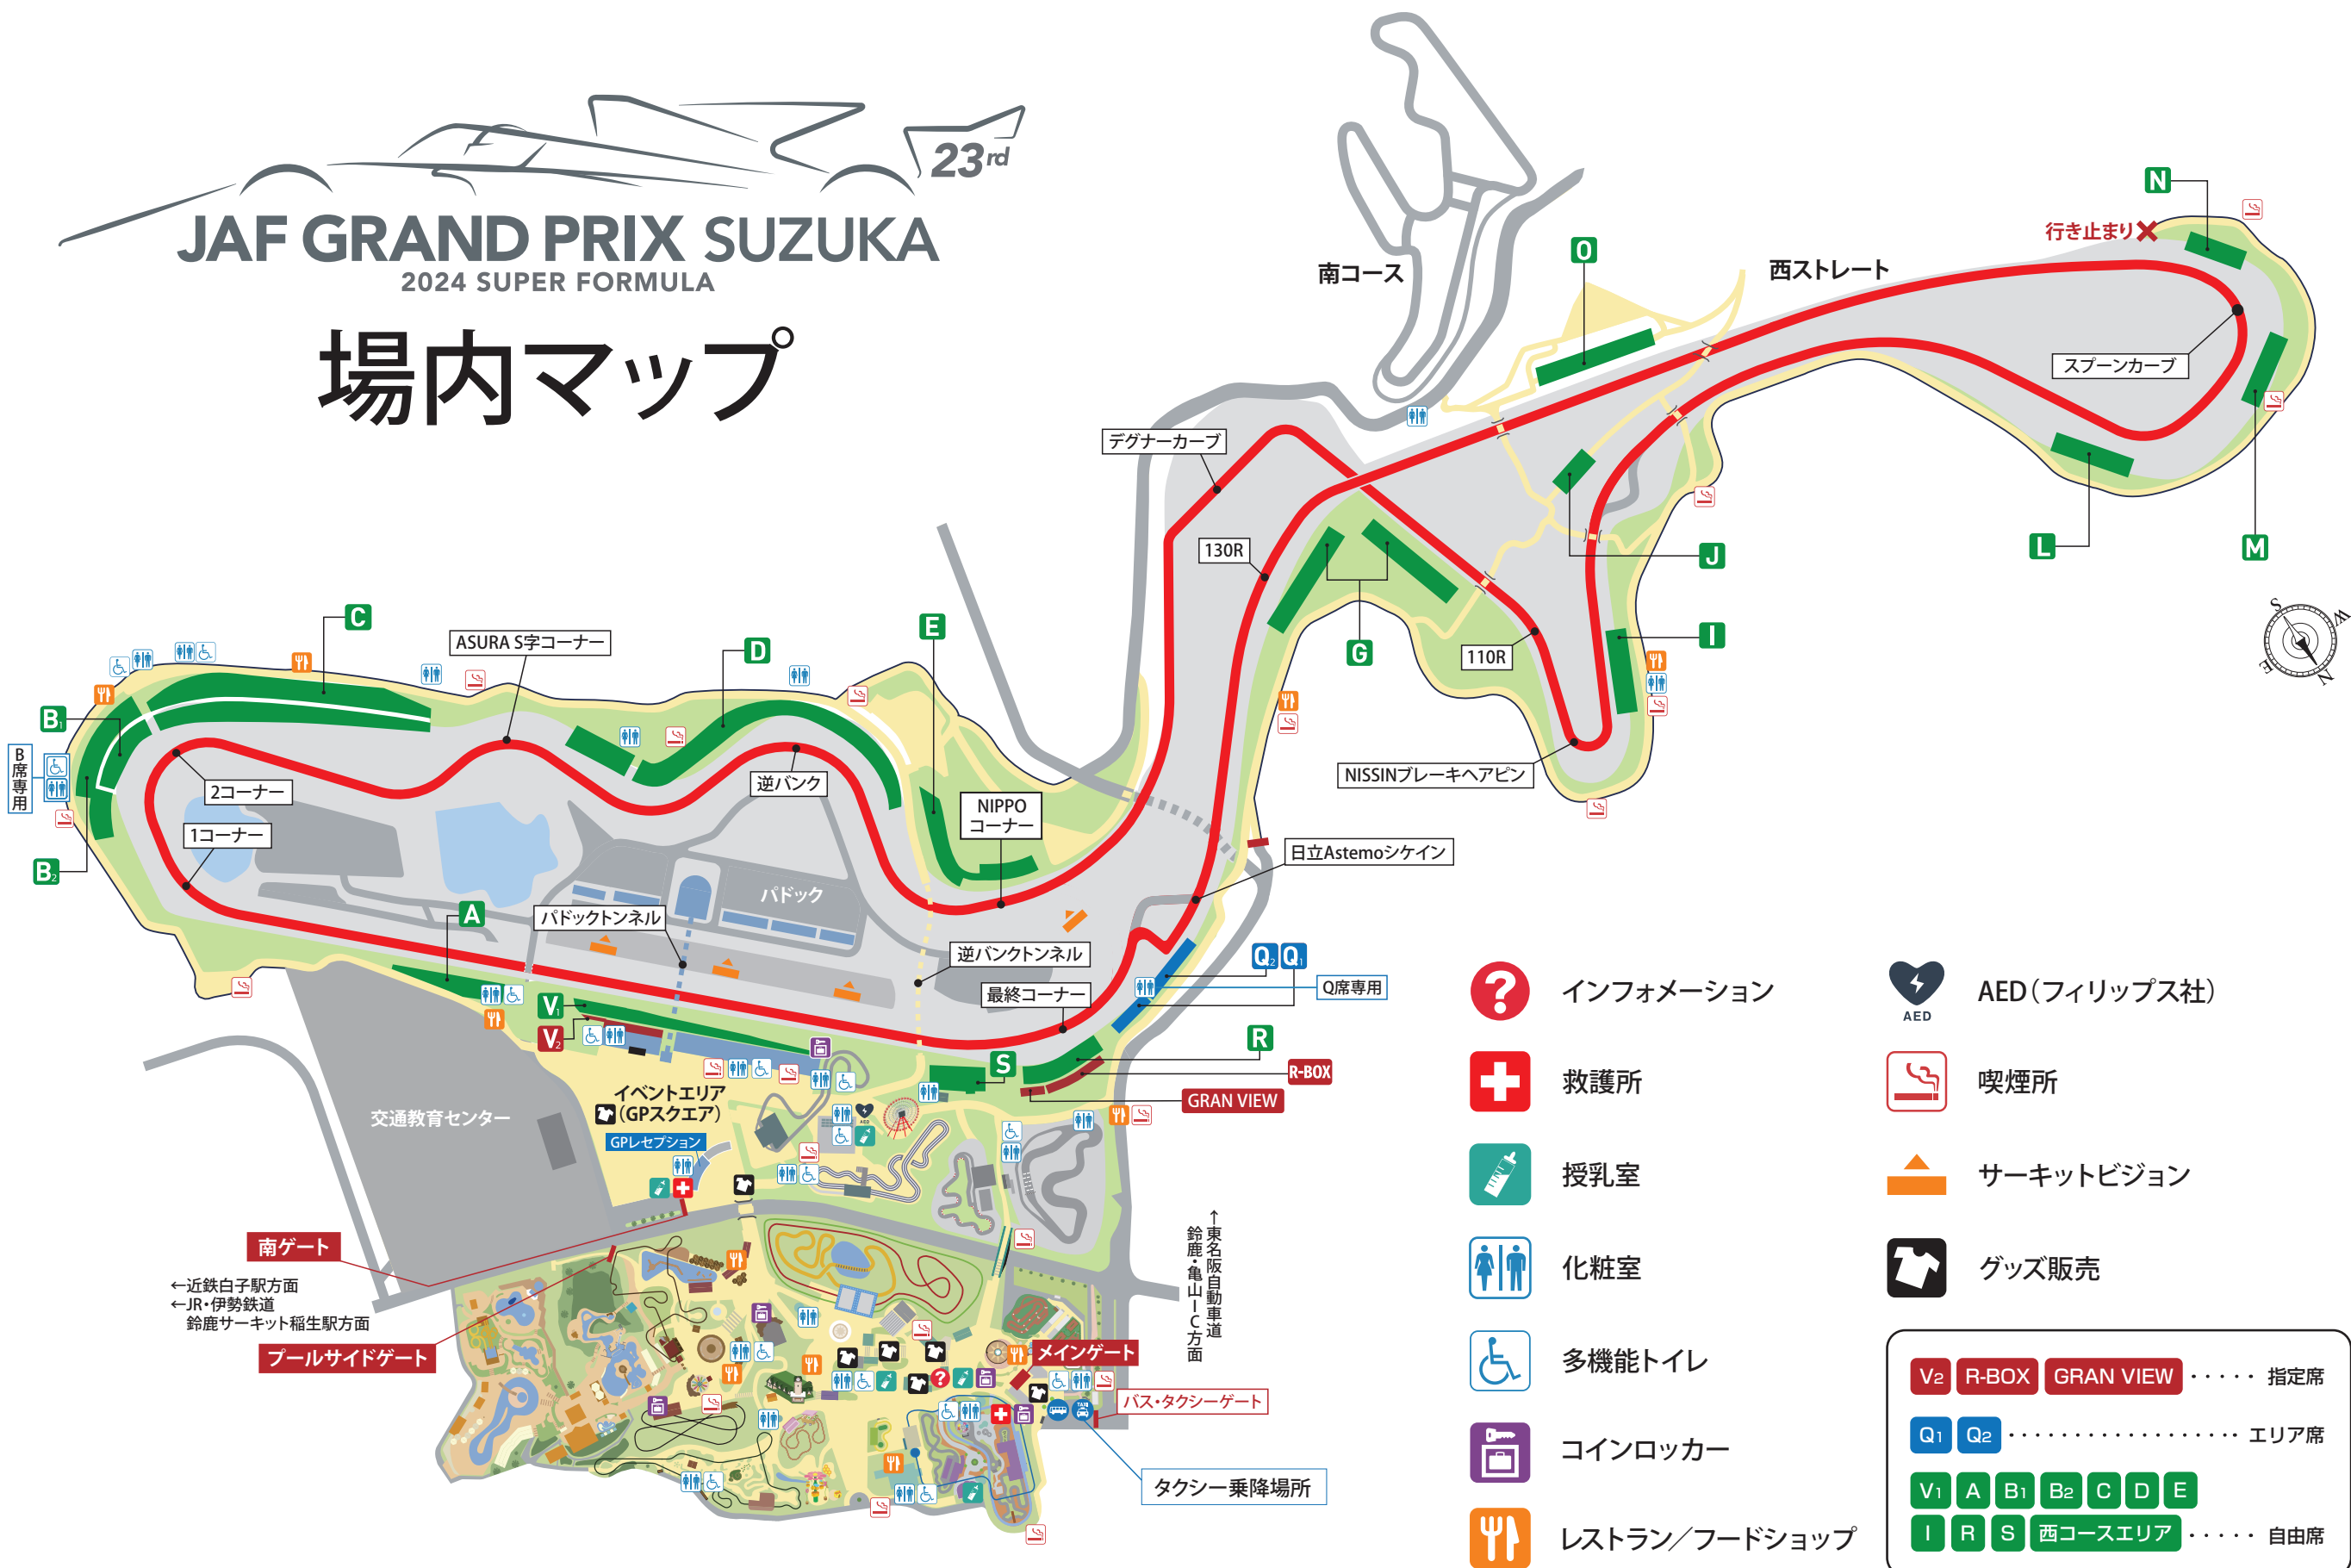 23rd
JAF GRAND PRIX SUZUKA
2024 SUPER FORMULA
場内マップ
南コース
O
西ストレート
N
行き止まり
スプーンカーブ
L
M
デグナーカーブ
130R
J
I
G
110R
S
W
E
N
C
ASURA S字コーナー
D
E
B1
B席専用
2コーナー
逆バンク
NIPPO
コーナー
NISSINブレーキヘアピン
1コーナー
日立Astemoシケイン
B2
A
パドックトンネル
パドック
逆バンクトンネル
Q2
Q1
Q席専用
最終コーナー
V1
V2
R
S
R-BOX
GRAN VIEW
イベントエリア
(GPスクエア)
GPレセプション
交通教育センター
AED
南ゲート
←近鉄白子駅方面
←JR・伊勢鉄道
鈴鹿サーキット稲生駅方面
プールサイドゲート
↑東名阪自動車道
鈴鹿・亀山IC方面
メインゲート
バス・タクシーゲート
TAXI
タクシー乗降場所
インフォメーション
救護所
授乳室
化粧室
多機能トイレ
コインロッカー
レストラン／フードショップ
AED
AED（フィリップス社）
喫煙所
サーキットビジョン
グッズ販売
V2 R-BOX GRAN VIEW ····· 指定席
Q1 Q2 ················· エリア席
V1 A B1 B2 C D E
I R S 西コースエリア ····· 自由席